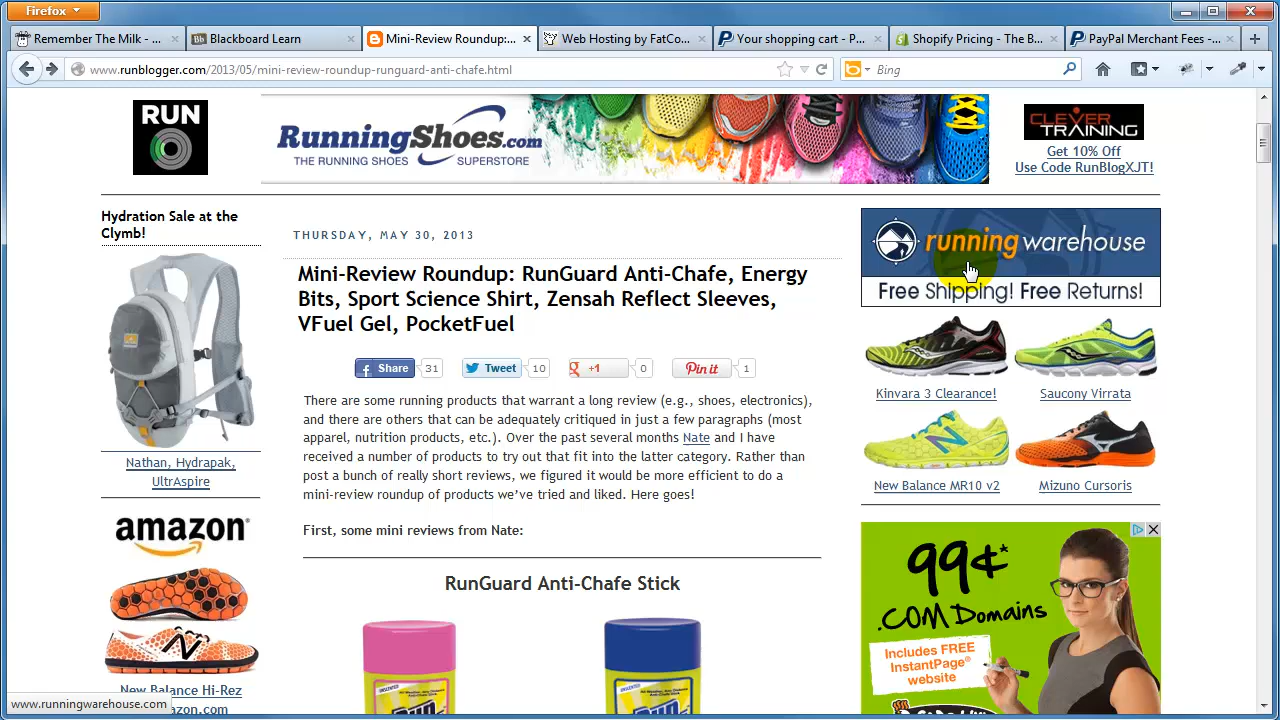 Firefox
Remember The Milk - ...
Bb
Blackboard Learn
Mini-Review Roundup:...
Web Hosting by FatCo...
Your shopping cart - P...
Shopify Pricing - The B...
PayPal Merchant Fees - ...
www.runblogger.com/2013/05/mini-review-roundup-runguard-anti-chafe.html
Bing
RUN
RunningShoes.com
THE RUNNING SHOES SUPERSTORE
CLEVER
TRAINING
Get 10% Off
Use Code RunBlogXJT!
Hydration Sale at the
Clymb!
Nathan, Hydrapak,
UltrAspire
amazon
New Balance Hi-Rez
THURSDAY, MAY 30, 2013
Mini-Review Roundup: RunGuard Anti-Chafe, Energy
Bits, Sport Science Shirt, Zensah Reflect Sleeves,
VFuel Gel, PocketFuel
Share 31
Tweet 10
+1 0
Pin it 1
There are some running products that warrant a long review (e.g., shoes, electronics),
and there are others that can be adequately critiqued in just a few paragraphs (most
apparel, nutrition products, etc.). Over the past several months Nate and I have
received a number of products to try out that fit into the latter category. Rather than
post a bunch of really short reviews, we figured it would be more efficient to do a
mini-review roundup of products we've tried and liked. Here goes!
First, some mini reviews from Nate:
RunGuard Anti-Chafe Stick
running warehouse
Free Shipping! Free Returns!
Kinvara 3 Clearance!
Saucony Virrata
New Balance MR10 v2
Mizuno Cursoris
99¢*
.COM Domains
Includes FREE
InstantPage®
website
www.runningwarehouse.com